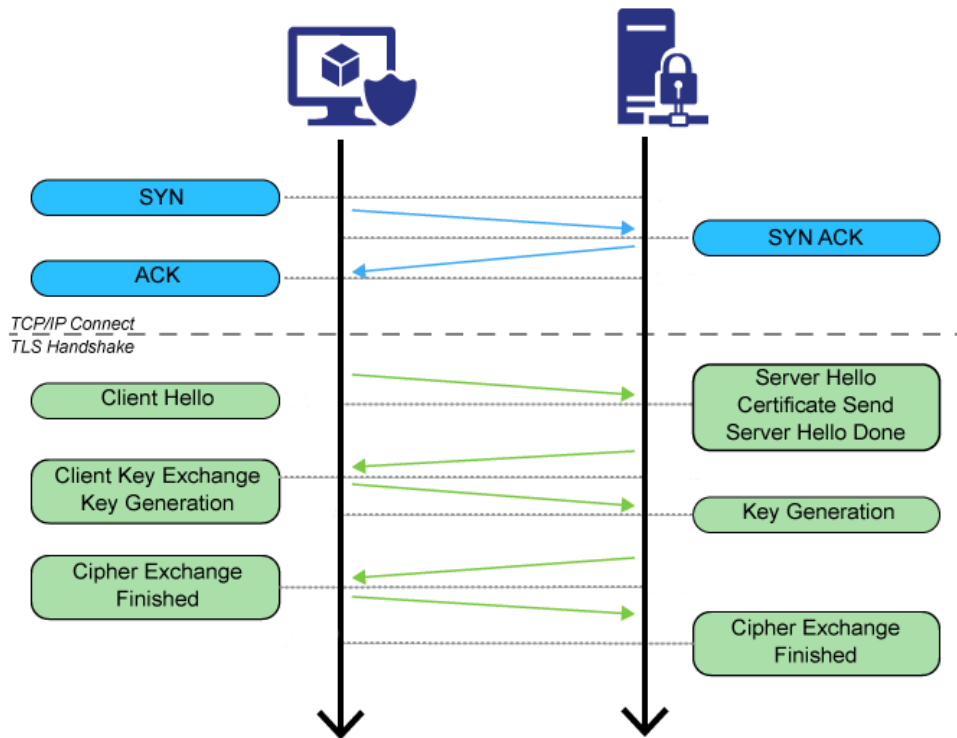 SYN
SYN ACK
ACK
TCP/IP Connect
TLS Handshake
Client Hello
Server Hello
Certificate Send
Server Hello Done
Client Key Exchange
Key Generation
Key Generation
Cipher Exchange
Finished
Cipher Exchange
Finished